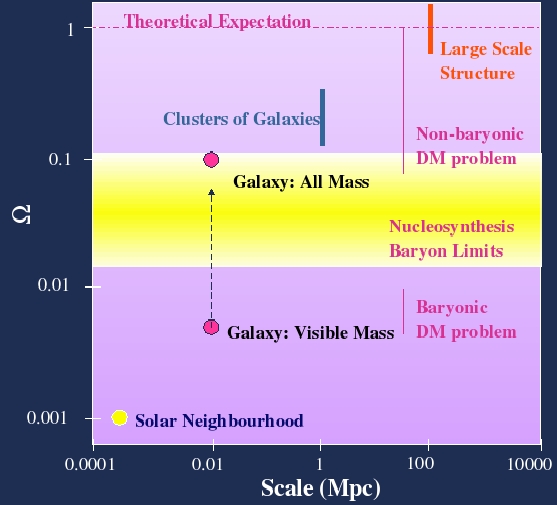 Theoretical Expectation
1
Large Scale
Structure
Clusters of Galaxies
Non-baryonic
DM problem
0.1
Galaxy: All Mass
Ω
Nucleosynthesis
Baryon Limits
0.01
Baryonic
DM problem
Galaxy: Visible Mass
0.001
Solar Neighbourhood
0.0001
0.01
1
100
10000
Scale (Mpc)